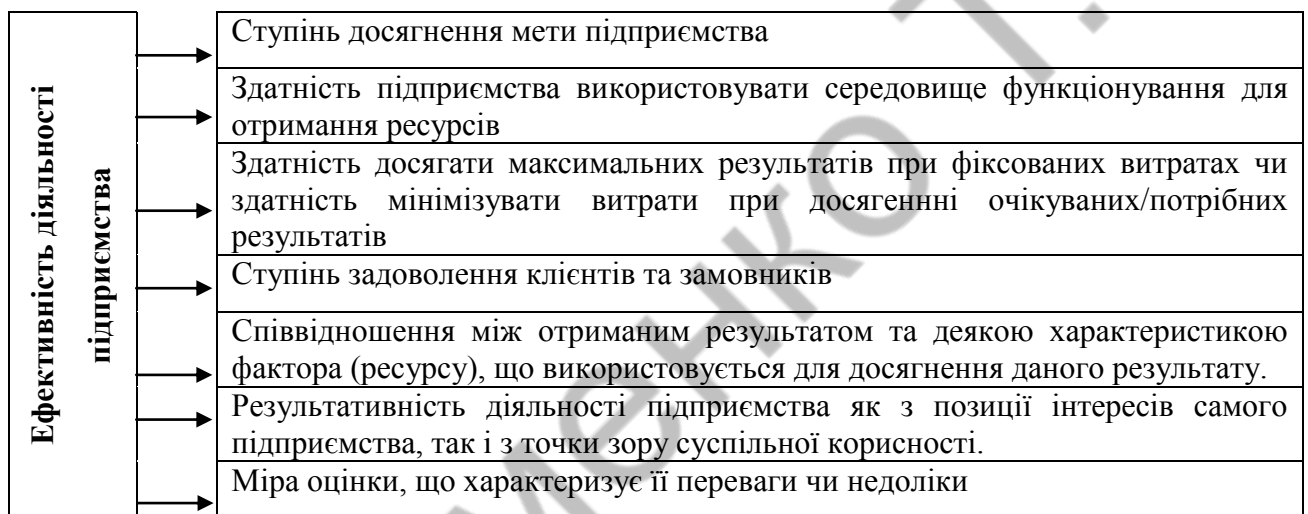 Ефективність діяльності
підприємства
Ступінь досягнення мети підприємства
Здатність підприємства використовувати середовище функціонування для
отримання ресурсів
Здатність досягати максимальних результатів при фіксованих витратах чи
здатність мінімізувати витрати при досягеннні очікуваних/потрібних
результатів
Ступінь задоволення клієнтів та замовників
Співвідношення між отриманим результатом та деякою характеристикою
фактора (ресурсу), що використовується для досягнення даного результату.
Результативність діяльності підприємства як з позиції інтересів самого
підприємства, так і з точки зору суспільної корисності.
Міра оцінки, що характеризує її переваги чи недоліки